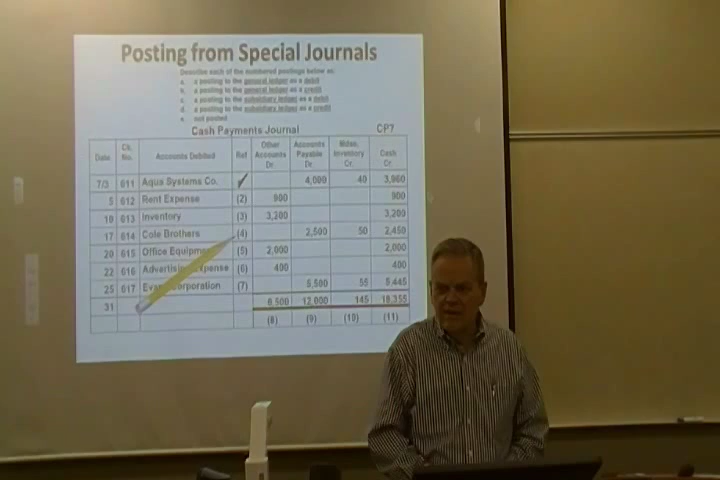 Posting from Special Journals
Describe each of the numbered postings below as:
a. a posting to the general ledger as a debit
b. a posting to the general ledger as a credit
c. a posting to the subsidiary ledger as a debit
d. a posting to the subsidiary ledger as a credit
e. not posted
Cash Payments Journal CP7
Date Ck. No. Accounts Debited Ref Other Accounts Dr. Accounts Payable Dr. Mdse. Inventory Cr. Cash Cr.
7/3 611 Aqua Systems Co. ✓ 4,000 40 3,960
5 612 Rent Expense (2) 900 900
10 613 Inventory (3) 3,200 3,200
17 614 Cole Brothers (4) 2,500 50 2,450
20 615 Office (5) 2,000 2,000
22 616 (6) 400 400
25 617 (7) 5,500 55 5,445
31 6,500 12,000 145 18,355
(8) (9) (10) (11)